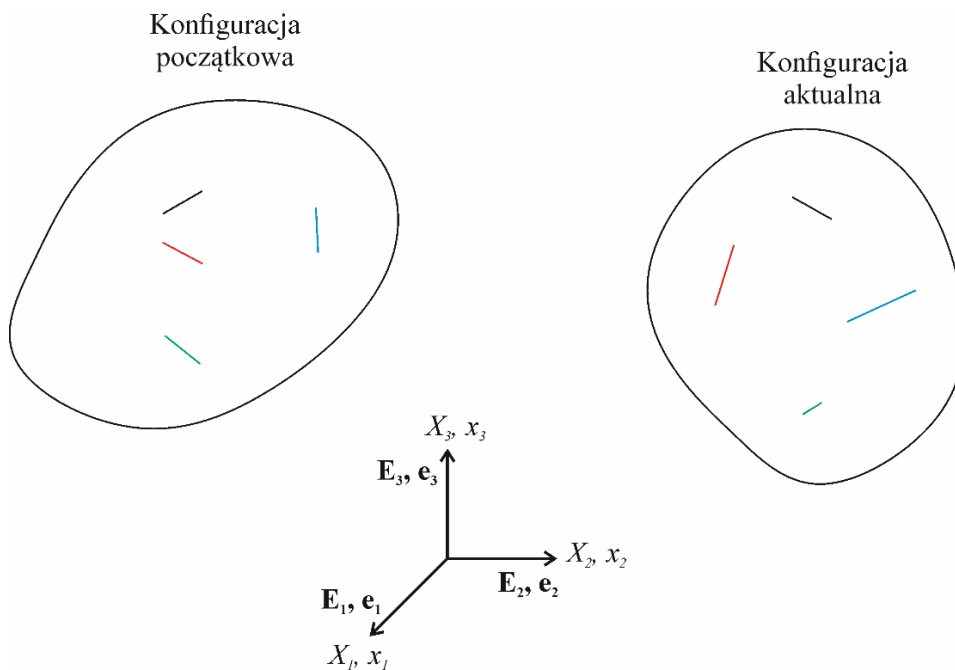 Konfiguracja
początkowa
Konfiguracja
aktualna
X₃, x₃
E₃, e₃
X₂, x₂
E₂, e₂
E₁, e₁
X₁, x₁